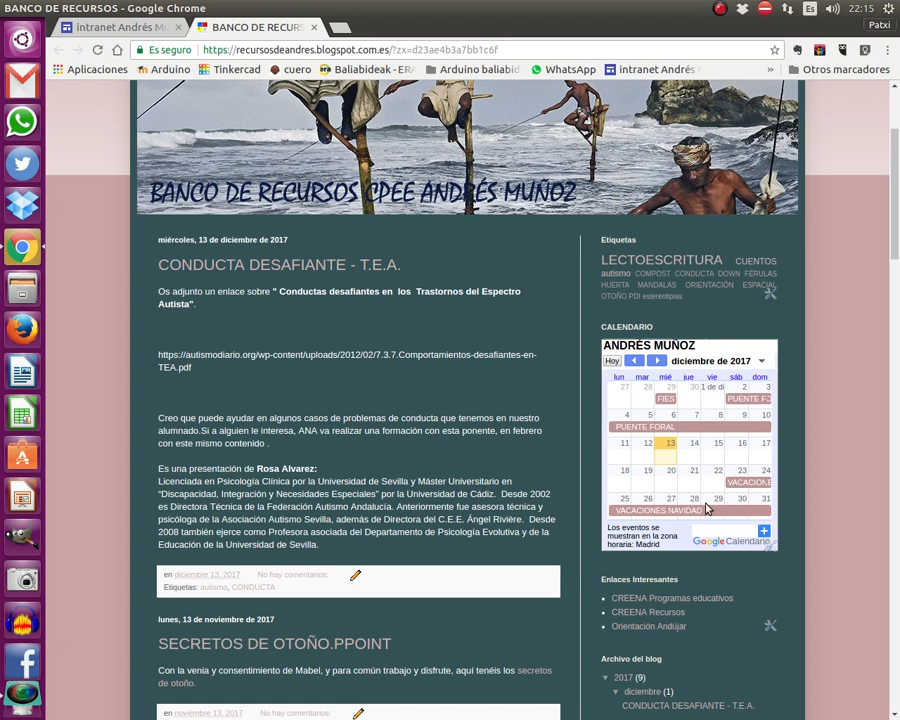 BANCO DE RECURSOS - Google Chrome
Es
22:15
intranet Andrés Mu
BANCO DE RECURS
Patxi
Es seguro
https://recursosdeandres.blogspot.com.es/?zx=d23ae4b3a7bb1c6f
Aplicaciones
Arduino
Tinkercad
cuero
Baliabideak - ERA
Arduino baliabid
WhatsApp
intranet Andrés
»
Otros marcadores
BANCO DE RECURSOS CPEE ANDRÉS MUÑOZ
miércoles, 13 de diciembre de 2017
CONDUCTA DESAFIANTE - T.E.A.
Os adjunto un enlace sobre " Conductas desafiantes en los Trastornos del Espectro
Autista".
https://autismodiario.org/wp-content/uploads/2012/02/7.3.7.Comportamientos-desafiantes-en-
TEA.pdf
Creo que puede ayudar en algunos casos de problemas de conducta que tenemos en nuestro
alumnado.Si a alguien le interesa, ANA va realizar una formación con esta ponente, en febrero
con este mismo contenido .
Es una presentación de Rosa Alvarez:
Licenciada en Psicología Clínica por la Universidad de Sevilla y Máster Universitario en
“Discapacidad, Integración y Necesidades Especiales” por la Universidad de Cádiz. Desde 2002
es Directora Técnica de la Federación Autismo Andalucía. Anteriormente fue asesora técnica y
psicóloga de la Asociación Autismo Sevilla, además de Directora del C.E.E. Ángel Rivière. Desde
2008 también ejerce como Profesora asociada del Departamento de Psicología Evolutiva y de la
Educación de la Universidad de Sevilla.
en diciembre 13, 2017 No hay comentarios:
Etiquetas: autismo, CONDUCTA
lunes, 13 de noviembre de 2017
SECRETOS DE OTOÑO.PPOINT
Con la venia y consentimiento de Mabel, y para común trabajo y disfrute, aquí tenéis los secretos
de otoño.
en noviembre 13, 2017 No hay comentarios:
Etiquetas
LECTOESCRITURA CUENTOS
autismo COMPOST CONDUCTA DOWN FÉRULAS
HUERTA MANDALAS ORIENTACIÓN ESPACIAL
OTOÑO PDI estereotipias
CALENDARIO
ANDRÉS MUÑOZ
Hoy diciembre de 2017
lun mar mié jue vie sáb dom
27 28 29 30 1 de di 2 3
FIES PUENTE FO
4 5 6 7 8 9 10
PUENTE FORAL
11 12 13 14 15 16 17
18 19 20 21 22 23 24
VACACIONE
25 26 27 28 29 30 31
VACACIONES NAVIDAD
Los eventos se
muestran en la zona
horaria: Madrid
Google Calendario
Enlaces Interesantes
CREENA Programas educativos
CREENA Recursos
Orientación Andújar
Archivo del blog
▼ 2017 (9)
▼ diciembre (1)
CONDUCTA DESAFIANTE - T.E.A.